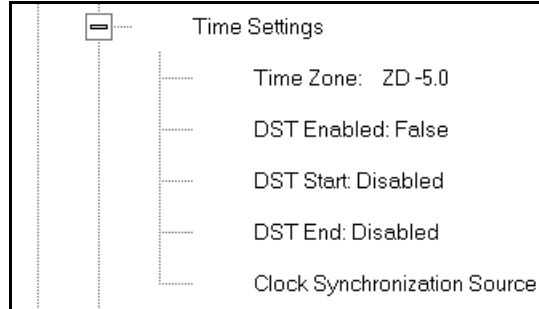 Time Settings
Time Zone: ZD -5.0
DST Enabled: False
DST Start: Disabled
DST End: Disabled
Clock Synchronization Source